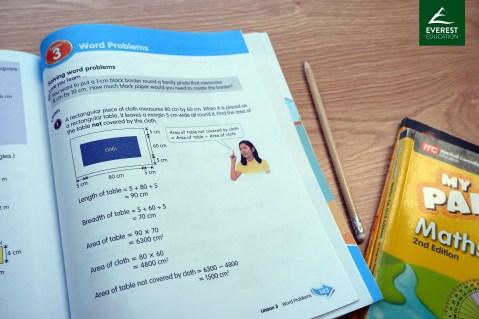 3
Word Problems
Solving word problems
you want to put a 1-cm black border round a family photo that measures
8 cm by 10 cm. How much black paper would you need to create the border?
1
A rectangular piece of cloth measures 80 cm by 60 cm. When it is placed on
a rectangular table, it leaves a margin 5 cm wide all round it. Find the area of
the table not covered by the cloth.
5 cm
cloth
60 cm
5 cm
5 cm
80 cm
5 cm
Area of table not covered by cloth
= Area of table − Area of cloth
Length of table = 5 + 80 + 5
= 90 cm
Breadth of table = 5 + 60 + 5
= 70 cm
Area of table = 90 × 70
= 6300 cm²
Area of cloth = 80 × 60
= 4800 cm²
Area of table not covered by cloth = 6300 − 4800
= 1500 cm²
Lesson 3 Word Problems
143
4 cm
EVEREST
EDUCATION
MY
Maths
2nd Edition